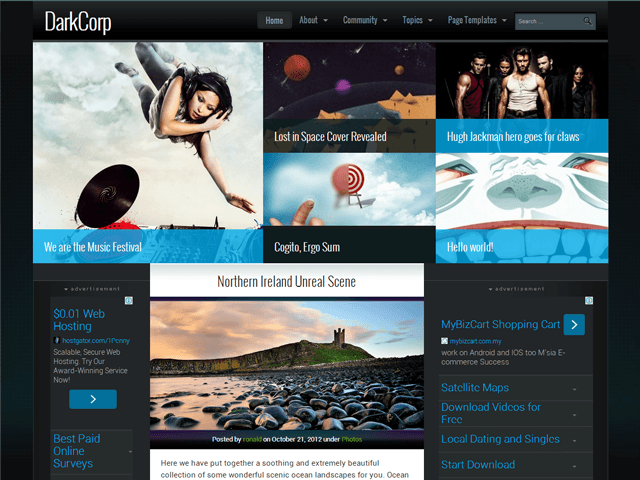 DarkCorp
Home About Community Topics Page Templates Search ...
Lost in Space Cover Revealed
Hugh Jackman hero goes for claws
We are the Music Festival
Cogito, Ergo Sum
Hello world!
advertisement
$0.01 Web
Hosting
hostgator.com/1Penny
Scalable, Secure Web
Hosting. Try Our
Award-Winning Service
Now!
Best Paid
Online
Surveys
Northern Ireland Unreal Scene
Posted by ronald on October 21, 2012 under Photos
Here we have put together a soothing and extremely beautiful
collection of some wonderful scenic ocean landscapes for you. Ocean
advertisement
MyBizCart Shopping Cart
mybizcart.com.my
work on Android and IOS too M'sia E-
commerce Success
Satellite Maps
Download Videos for
Free
Local Dating and Singles
Start Download